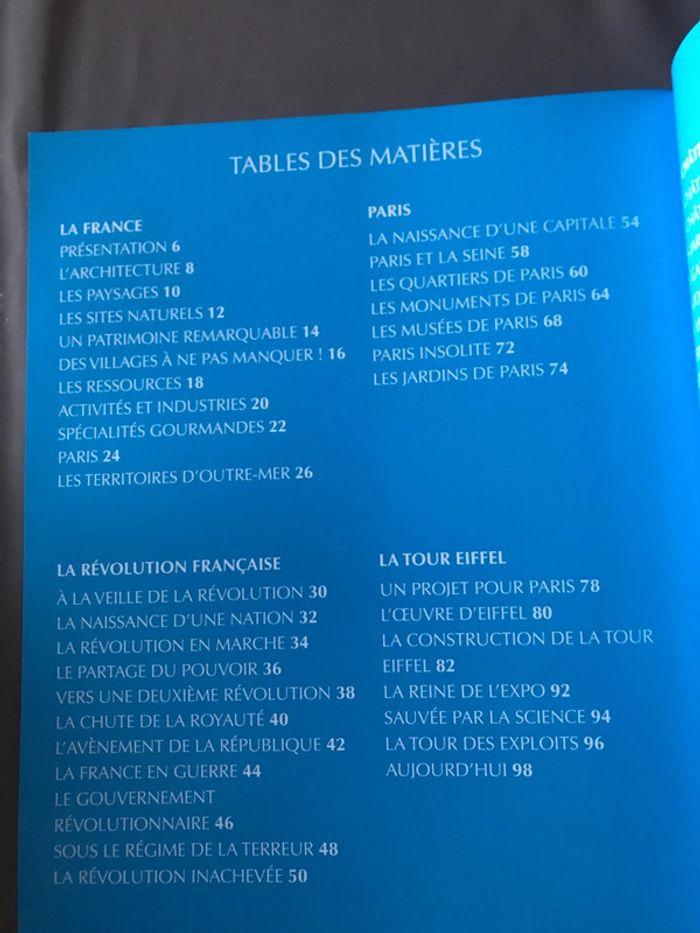 TABLES DES MATIÈRES
LA FRANCE
PRÉSENTATION 6
L'ARCHITECTURE 8
LES PAYSAGES 10
LES SITES NATURELS 12
UN PATRIMOINE REMARQUABLE 14
DES VILLAGES À NE PAS MANQUER ! 16
LES RESSOURCES 18
ACTIVITÉS ET INDUSTRIES 20
SPÉCIALITÉS GOURMANDES 22
PARIS 24
LES TERRITOIRES D'OUTRE-MER 26
PARIS
LA NAISSANCE D'UNE CAPITALE 54
PARIS ET LA SEINE 58
LES QUARTIERS DE PARIS 60
LES MONUMENTS DE PARIS 64
LES MUSÉES DE PARIS 68
PARIS INSOLITE 72
LES JARDINS DE PARIS 74
LA RÉVOLUTION FRANÇAISE
À LA VEILLE DE LA RÉVOLUTION 30
LA NAISSANCE D'UNE NATION 32
LA RÉVOLUTION EN MARCHE 34
LE PARTAGE DU POUVOIR 36
VERS UNE DEUXIÈME RÉVOLUTION 38
LA CHUTE DE LA ROYAUTÉ 40
L'AVÈNEMENT DE LA RÉPUBLIQUE 42
LA FRANCE EN GUERRE 44
LE GOUVERNEMENT
RÉVOLUTIONNAIRE 46
SOUS LE RÉGIME DE LA TERREUR 48
LA RÉVOLUTION INACHEVÉE 50
LA TOUR EIFFEL
UN PROJET POUR PARIS 78
L'ŒUVRE D'EIFFEL 80
LA CONSTRUCTION DE LA TOUR
EIFFEL 82
LA REINE DE L'EXPO 92
SAUVÉE PAR LA SCIENCE 94
LA TOUR DES EXPLOITS 96
AUJOURD'HUI 98